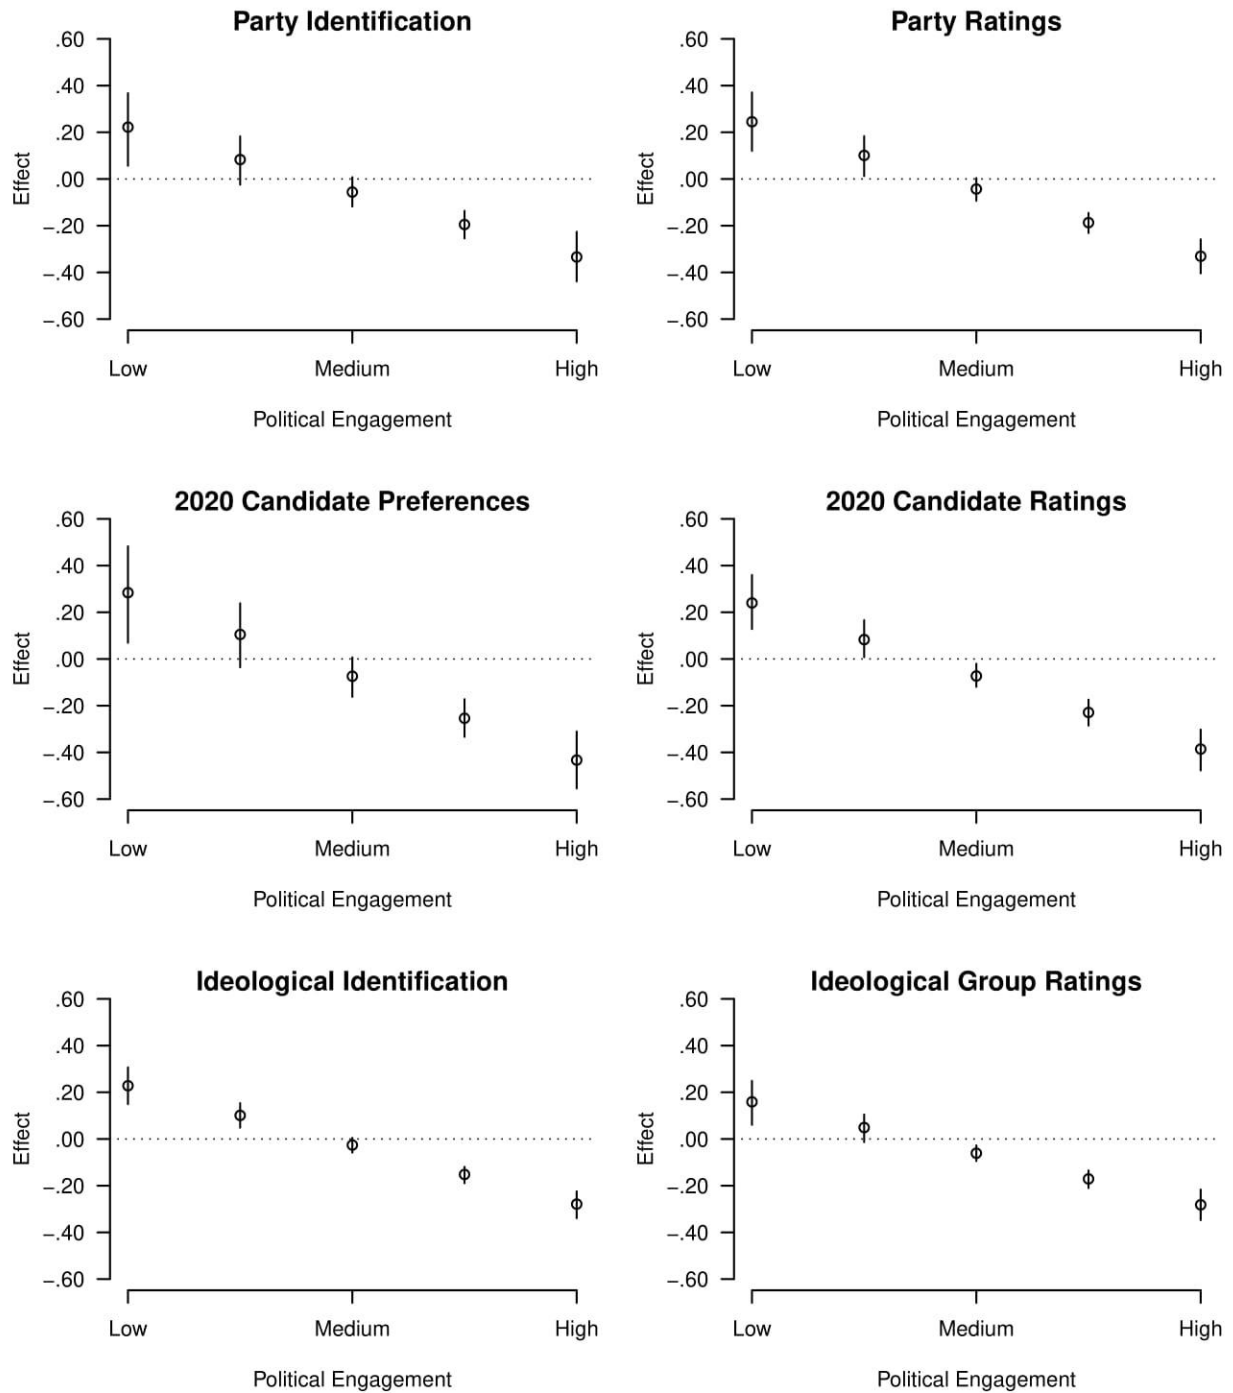 Party Identification
.60
.40
.20
.00
−.20
−.40
−.60
Effect
Low Medium High
Political Engagement
Party Ratings
.60
.40
.20
.00
−.20
−.40
−.60
Effect
Low Medium High
Political Engagement
2020 Candidate Preferences
.60
.40
.20
.00
−.20
−.40
−.60
Effect
Low Medium High
Political Engagement
2020 Candidate Ratings
.60
.40
.20
.00
−.20
−.40
−.60
Effect
Low Medium High
Political Engagement
Ideological Identification
.60
.40
.20
.00
−.20
−.40
−.60
Effect
Low Medium High
Political Engagement
Ideological Group Ratings
.60
.40
.20
.00
−.20
−.40
−.60
Effect
Low Medium High
Political Engagement